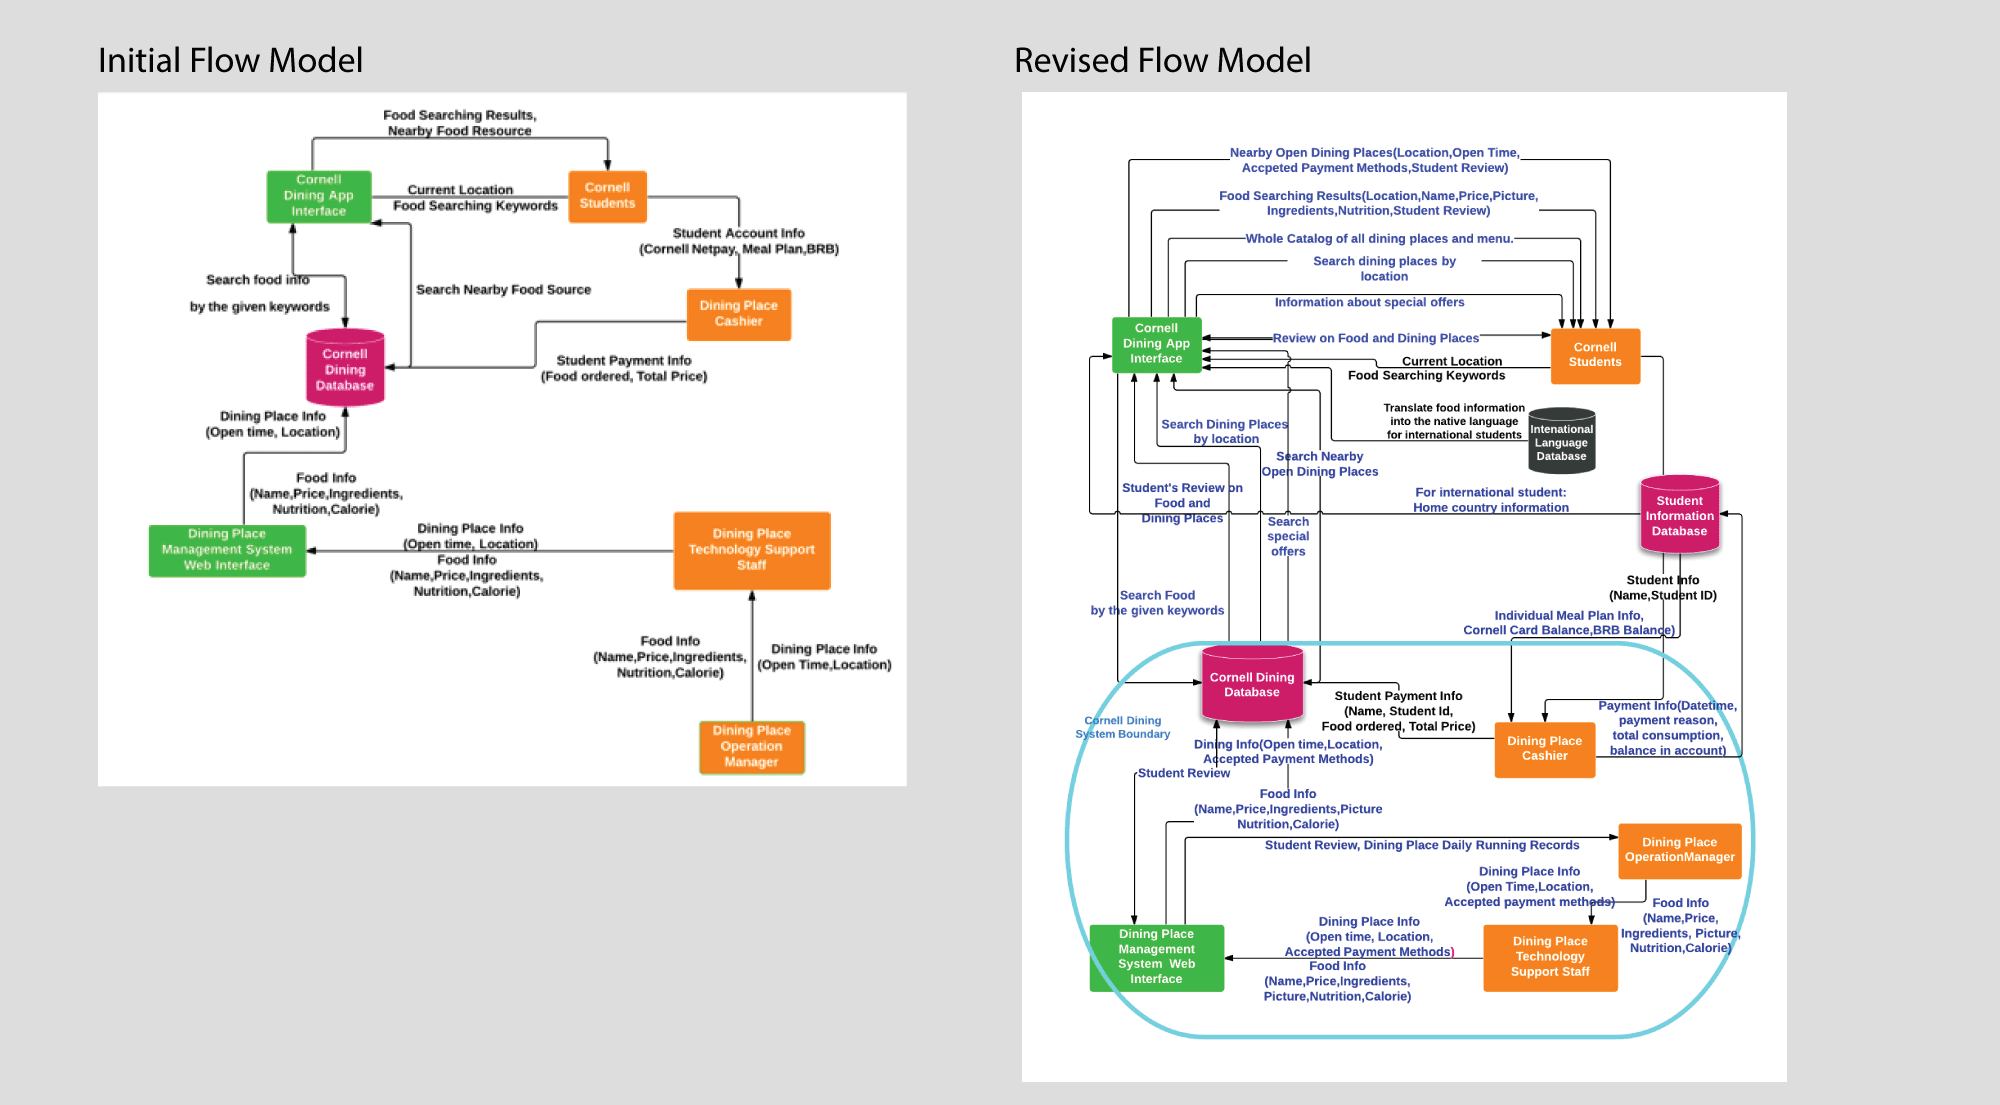 Initial Flow Model
Food Searching Results,
Nearby Food Resource
Cornell
Dining App
Interface
Current Location
Food Searching Keywords
Cornell
Students
Student Account Info
(Cornell Netpay, Meal Plan,BRB)
Search food info
by the given keywords
Search Nearby Food Source
Dining Place
Cashier
Cornell
Dining
Database
Student Payment Info
(Food ordered, Total Price)
Dining Place Info
(Open time, Location)
Food Info
(Name,Price,Ingredients,
Nutrition,Calorie)
Dining Place
Management System
Web Interface
Dining Place Info
(Open time, Location)
Food Info
(Name,Price,Ingredients,
Nutrition,Calorie)
Dining Place
Technology Support
Staff
Food Info
(Name,Price,Ingredients,
Nutrition,Calorie)
Dining Place Info
(Open Time,Location)
Dining Place
Operation
Manager
Revised Flow Model
Nearby Open Dining Places(Location,Open Time,
Accpeted Payment Methods,Student Review)
Food Searching Results(Location,Name,Price,Picture,
Ingredients,Nutrition,Student Review)
Whole Catalog of all dining places and menu.
Search dining places by
location
Information about special offers
Cornell
Dining App
Interface
Review on Food and Dining Places
Current Location
Food Searching Keywords
Cornell
Students
Translate food information
into the native language
for international students
Intenational
Language
Database
Search Dining Places
by location
Search Nearby
Open Dining Places
Student's Review on
Food and
Dining Places
Search
special
offers
For international student:
Home country information
Student
Information
Database
Student Info
(Name,Student ID)
Search Food
by the given keywords
Individual Meal Plan Info,
Cornell Card Balance,BRB Balance)
Cornell Dining
Database
Cornell Dining
System Boundary
Student Payment Info
(Name, Student Id,
Food ordered, Total Price)
Dining Place
Cashier
Payment Info(Datetime,
payment reason,
total consumption,
balance in account)
Dining Info(Open time,Location,
Accepted Payment Methods)
Student Review
Food Info
(Name,Price,Ingredients,Picture
Nutrition,Calorie)
Student Review, Dining Place Daily Running Records
Dining Place
OperationManager
Dining Place Info
(Open Time,Location,
Accepted payment methods)
Food Info
(Name,Price,
Ingredients, Picture,
Nutrition,Calorie)
Dining Place
Management
System Web
Interface
Dining Place Info
(Open time, Location,
Accepted Payment Methods)
Food Info
(Name,Price,Ingredients,
Picture,Nutrition,Calorie)
Dining Place
Technology
Support Staff